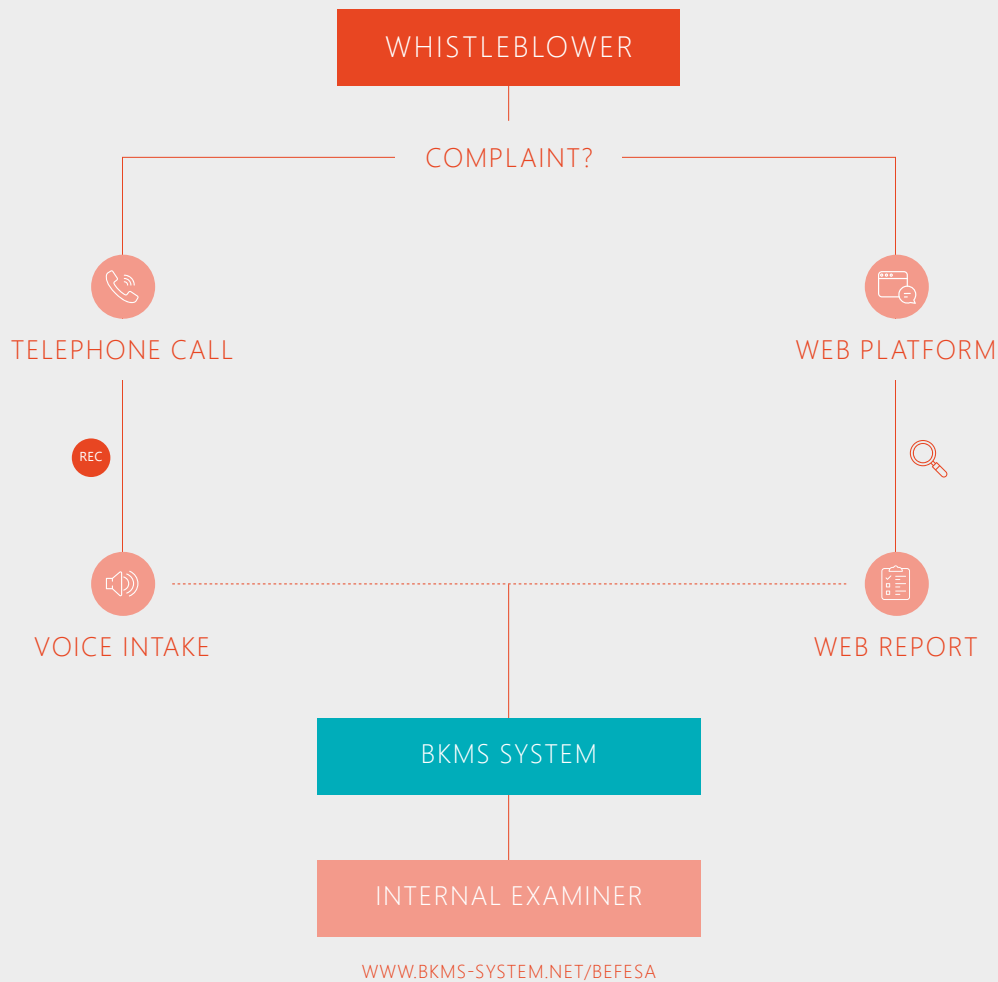 WHISTLEBLOWER
COMPLAINT?
TELEPHONE CALL
WEB PLATFORM
REC
VOICE INTAKE
WEB REPORT
BKMS SYSTEM
INTERNAL EXAMINER
WWW.BKMS-SYSTEM.NET/BEFESA